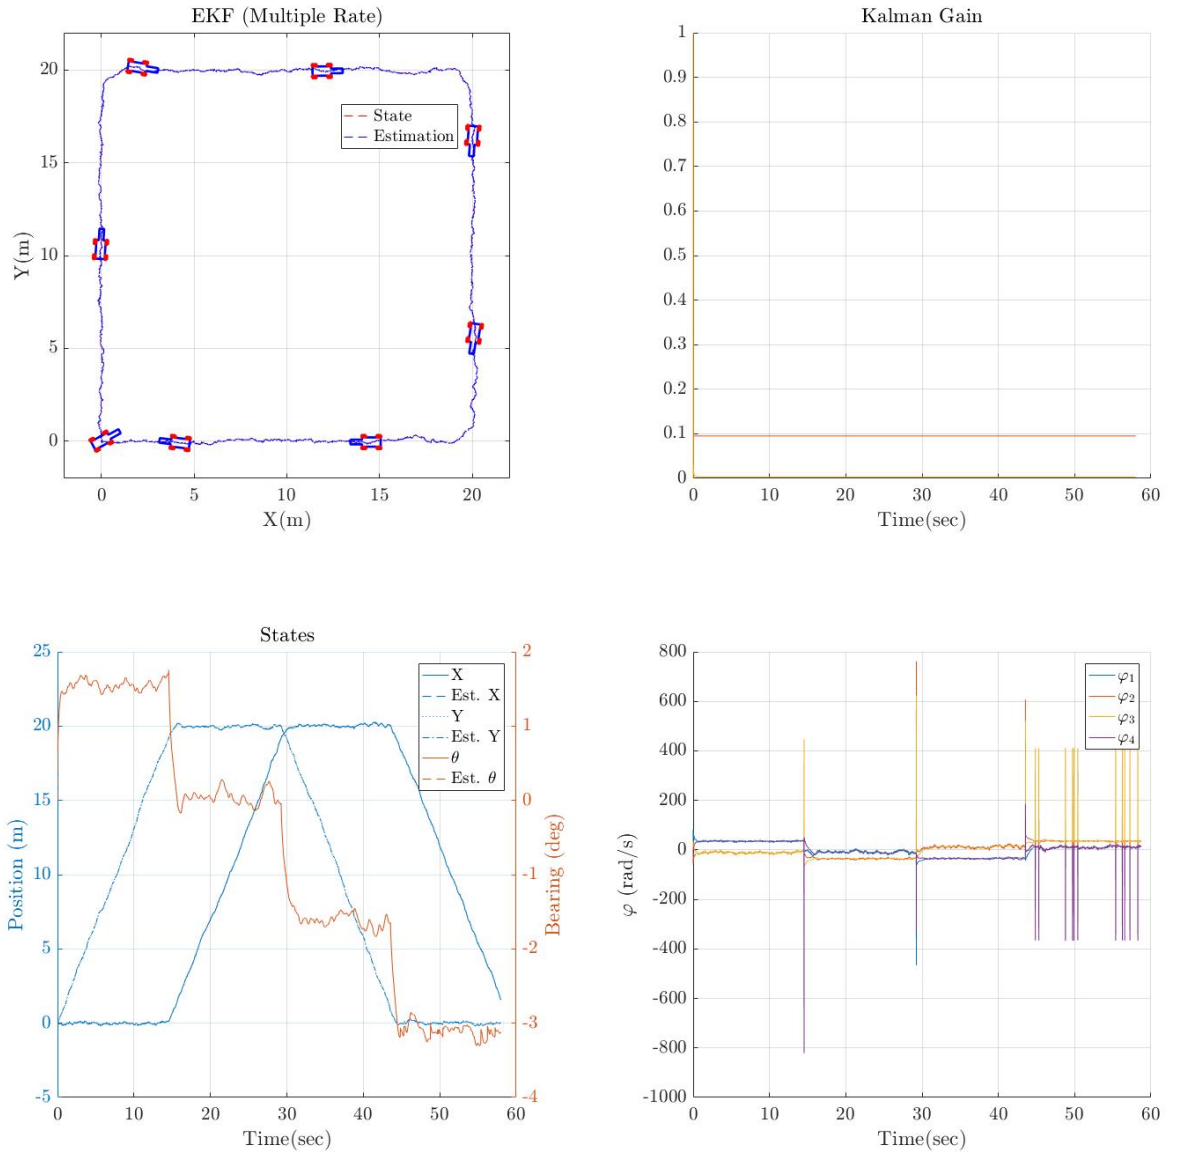 EKF (Multiple Rate)
20
15
10
5
0
Y(m)
State
Estimation
0 5 10 15 20
X(m)
Kalman Gain
1
0.9
0.8
0.7
0.6
0.5
0.4
0.3
0.2
0.1
0
0 10 20 30 40 50 60
Time(sec)
States
25
20
15
10
5
0
-5
Position (m)
X
Est. X
Y
Est. Y
θ
Est. θ
2
1
0
-1
-2
-3
-4
Bearing (deg)
0 10 20 30 40 50 60
Time(sec)
800
600
400
200
0
-200
-400
-600
-800
-1000
φ (rad/s)
φ₁
φ₂
φ₃
φ₄
0 10 20 30 40 50 60
Time(sec)